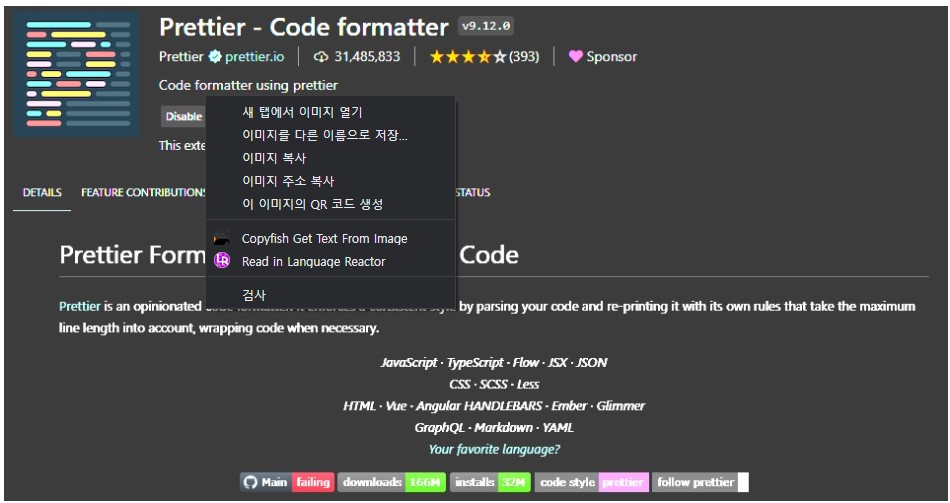 Prettier - Code formatter v9.12.0
Prettier prettier.io 31,485,833 (393) Sponsor
Code formatter using prettier
Disable
This exte
새 탭에서 이미지 열기
이미지를 다른 이름으로 저장...
이미지 복사
이미지 주소 복사
이 이미지의 QR 코드 생성
Copyfish Get Text From Image
Read in Language Reactor
검사
DETAILS FEATURE CONTRIBUTIONS STATUS
Prettier Form Code
Prettier is an opinionated code formatter. It enforces a consistent style by parsing your code and re-printing it with its own rules that take the maximum
line length into account, wrapping code when necessary.
JavaScript · TypeScript · Flow · JSX · JSON
CSS · SCSS · Less
HTML · Vue · Angular HANDLEBARS · Ember · Glimmer
GraphQL · Markdown · YAML
Your favorite language?
Main failing downloads 166M installs 32M code style prettier follow prettier